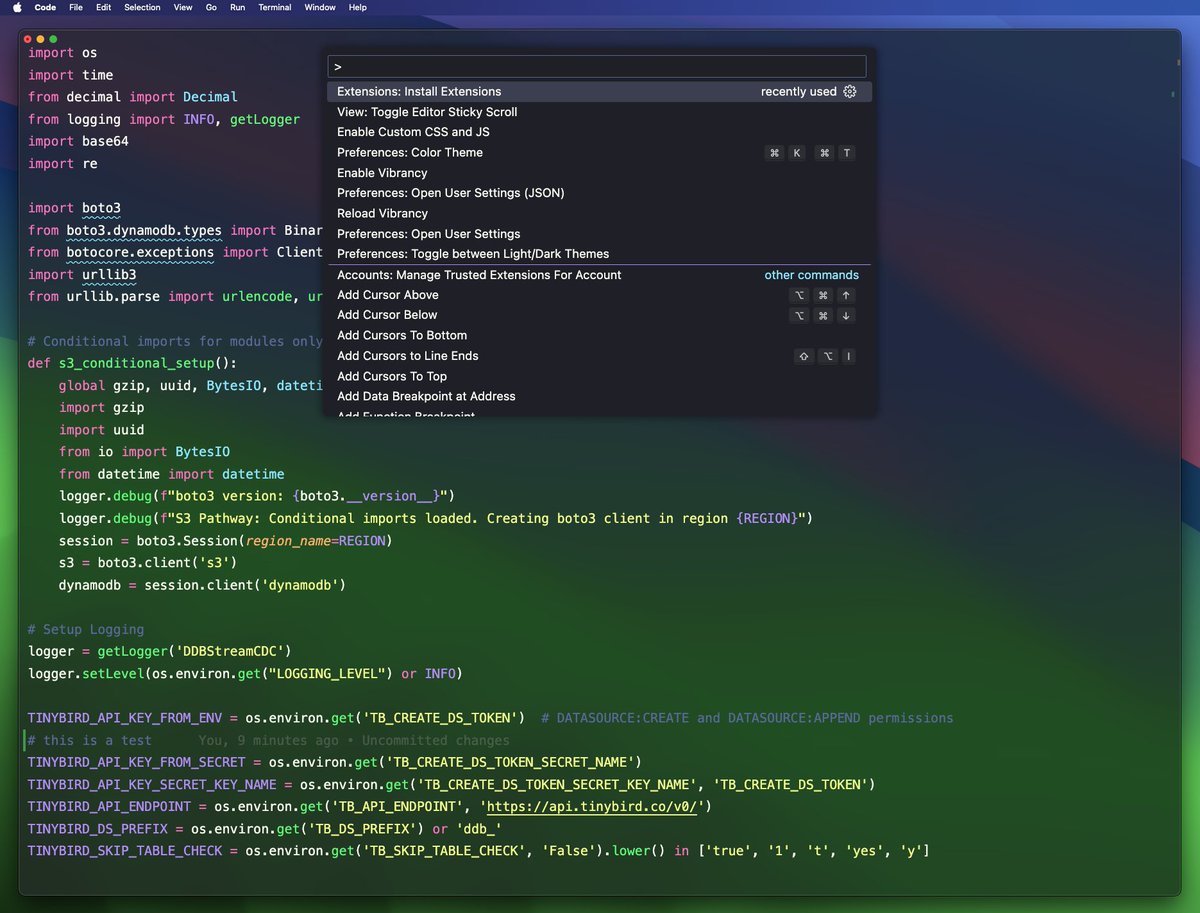 Code File Edit Selection View Go Run Terminal Window Help
import os
import time
from decimal import Decimal
from logging import INFO, getLogger
import base64
import re
import boto3
from boto3.dynamodb.types import Binar
from botocore.exceptions import Client
import urllib3
from urllib.parse import urlencode, ur
# Conditional imports for modules only
def s3_conditional_setup():
global gzip, uuid, BytesIO, dateti
import gzip
import uuid
from io import BytesIO
from datetime import datetime
logger.debug(f"boto3 version: {boto3.__version__}")
logger.debug(f"S3 Pathway: Conditional imports loaded. Creating boto3 client in region {REGION}")
session = boto3.Session(region_name=REGION)
s3 = boto3.client('s3')
dynamodb = session.client('dynamodb')
# Setup Logging
logger = getLogger('DDBStreamCDC')
logger.setLevel(os.environ.get("LOGGING_LEVEL") or INFO)
TINYBIRD_API_KEY_FROM_ENV = os.environ.get('TB_CREATE_DS_TOKEN')  # DATASOURCE:CREATE and DATASOURCE:APPEND permissions
# this is a test You, 9 minutes ago • Uncommitted changes
TINYBIRD_API_KEY_FROM_SECRET = os.environ.get('TB_CREATE_DS_TOKEN_SECRET_NAME')
TINYBIRD_API_KEY_SECRET_KEY_NAME = os.environ.get('TB_CREATE_DS_TOKEN_SECRET_KEY_NAME', 'TB_CREATE_DS_TOKEN')
TINYBIRD_API_ENDPOINT = os.environ.get('TB_API_ENDPOINT', 'https://api.tinybird.co/v0/')
TINYBIRD_DS_PREFIX = os.environ.get('TB_DS_PREFIX') or 'ddb_'
TINYBIRD_SKIP_TABLE_CHECK = os.environ.get('TB_SKIP_TABLE_CHECK', 'False').lower() in ['true', '1', 't', 'yes', 'y']
>
Extensions: Install Extensions recently used
View: Toggle Editor Sticky Scroll
Enable Custom CSS and JS
Preferences: Color Theme ⌘ K ⌘ T
Enable Vibrancy
Preferences: Open User Settings (JSON)
Reload Vibrancy
Preferences: Open User Settings
Preferences: Toggle between Light/Dark Themes
Accounts: Manage Trusted Extensions For Account other commands
Add Cursor Above ⌥ ⌘ ↑
Add Cursor Below ⌥ ⌘ ↓
Add Cursors To Bottom
Add Cursors to Line Ends ⇧ ⌥ I
Add Cursors To Top
Add Data Breakpoint at Address
Add Function Breakpoint